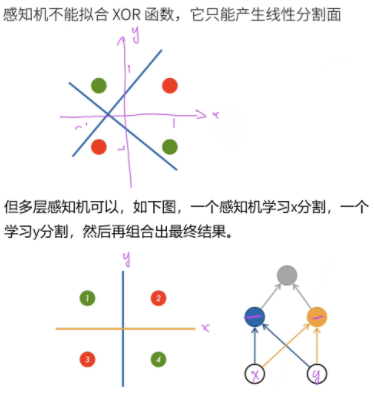 感知机不能拟合 XOR 函数，它只能产生线性分割面
y
1
x
1
但多层感知机可以，如下图，一个感知机学习x分割，一个
学习y分割，然后再组合出最终结果。
y
1
2
x
3
4
x
y